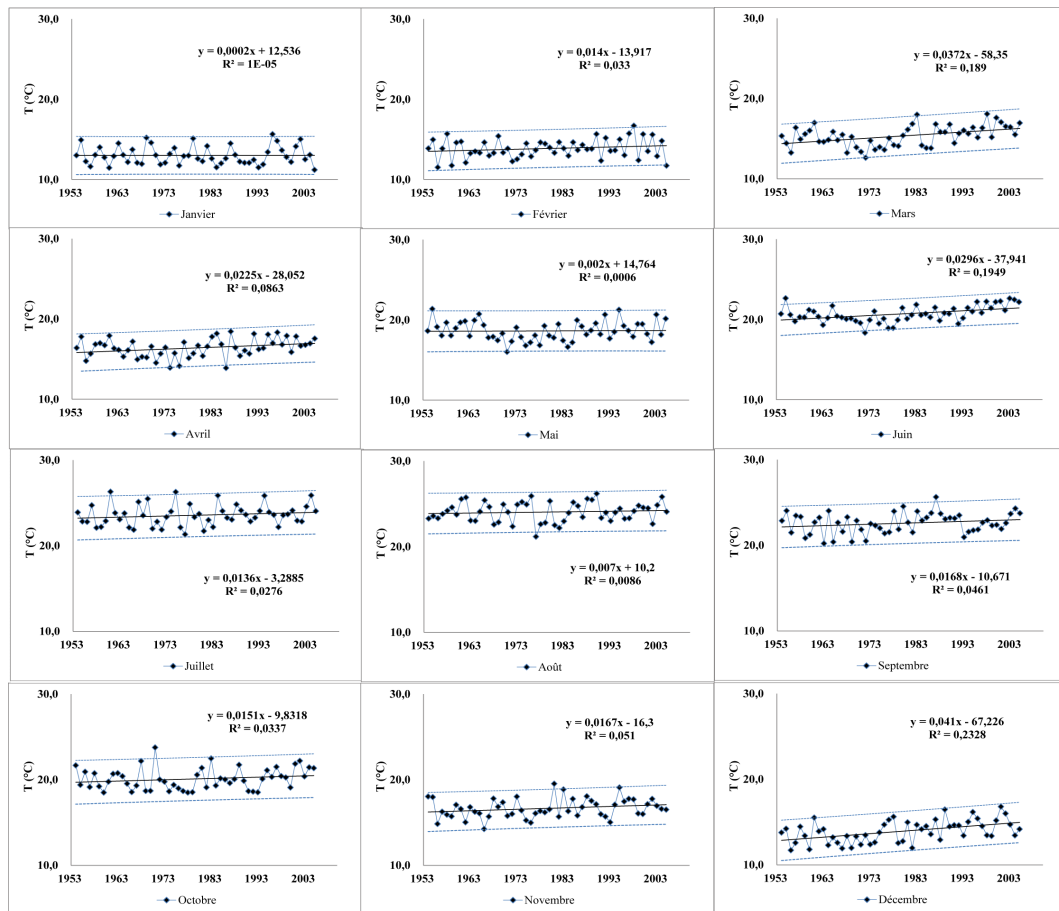 30,0
20,0
10,0
T (°C)
y = 0,0002x + 12,536
R² = 1E-05
1953 1963 1973 1983 1993 2003
Janvier
30,0
20,0
10,0
T (°C)
y = 0,014x - 13,917
R² = 0,033
1953 1963 1973 1983 1993 2003
Février
30,0
20,0
10,0
T (°C)
y = 0,0372x - 58,35
R² = 0,189
1953 1963 1973 1983 1993 2003
Mars
30,0
20,0
10,0
T (°C)
y = 0,0225x - 28,052
R² = 0,0863
1953 1963 1973 1983 1993 2003
Avril
30,0
20,0
10,0
T (°C)
y = 0,002x + 14,764
R² = 0,0006
1953 1963 1973 1983 1993 2003
Mai
30,0
20,0
10,0
T (°C)
y = 0,0296x - 37,941
R² = 0,1949
1953 1963 1973 1983 1993 2003
Juin
30,0
20,0
10,0
T (°C)
y = 0,0136x - 3,2885
R² = 0,0276
1953 1963 1973 1983 1993 2003
Juillet
30,0
20,0
10,0
T (°C)
y = 0,007x + 10,2
R² = 0,0086
1953 1963 1973 1983 1993 2003
Août
30,0
20,0
10,0
T (°C)
y = 0,0168x - 10,671
R² = 0,0461
1953 1963 1973 1983 1993 2003
Septembre
30,0
20,0
10,0
T (°C)
y = 0,0151x - 9,8318
R² = 0,0337
1953 1963 1973 1983 1993 2003
Octobre
30,0
20,0
10,0
T (°C)
y = 0,0167x - 16,3
R² = 0,051
1953 1963 1973 1983 1993 2003
Novembre
30,0
20,0
10,0
T (°C)
y = 0,041x - 67,226
R² = 0,2328
1953 1963 1973 1983 1993 2003
Décembre